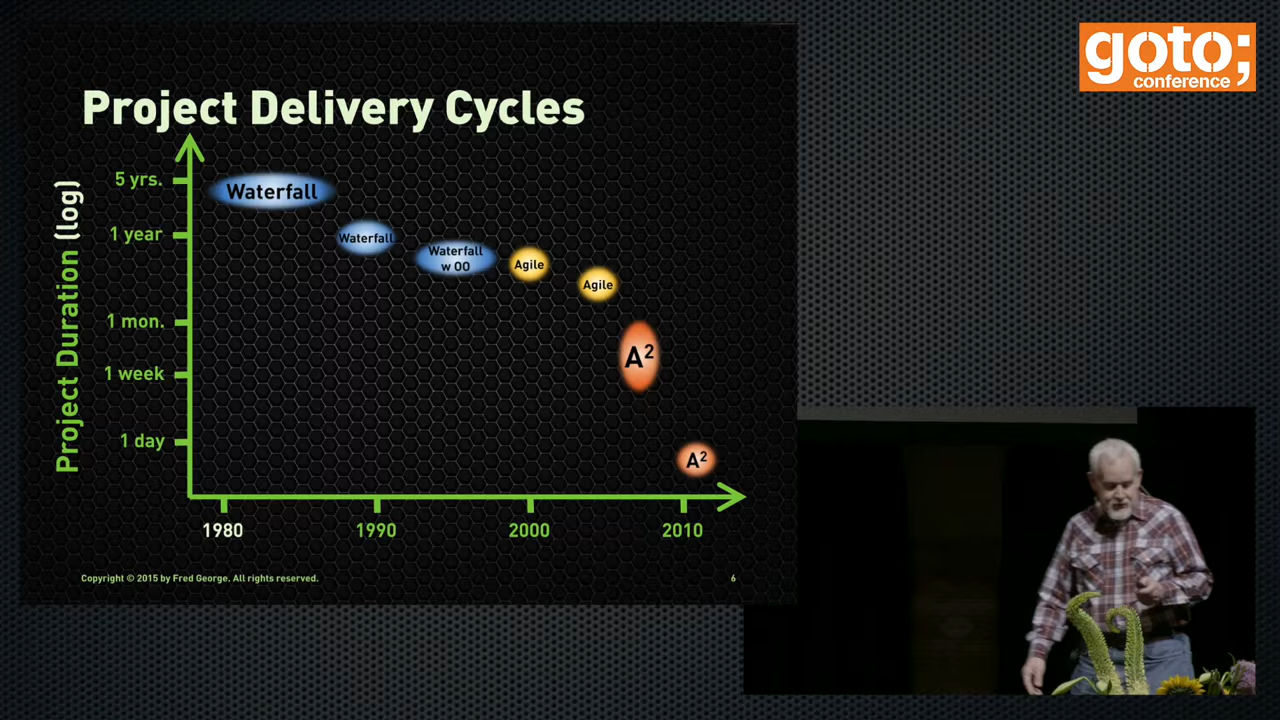 goto;
conference
Project Delivery Cycles
Project Duration (log)
5 yrs.
1 year
1 mon.
1 week
1 day
Waterfall
Waterfall
Waterfall
w OO
Agile
Agile
A²
A²
1980
1990
2000
2010
Copyright © 2015 by Fred George. All rights reserved.
6